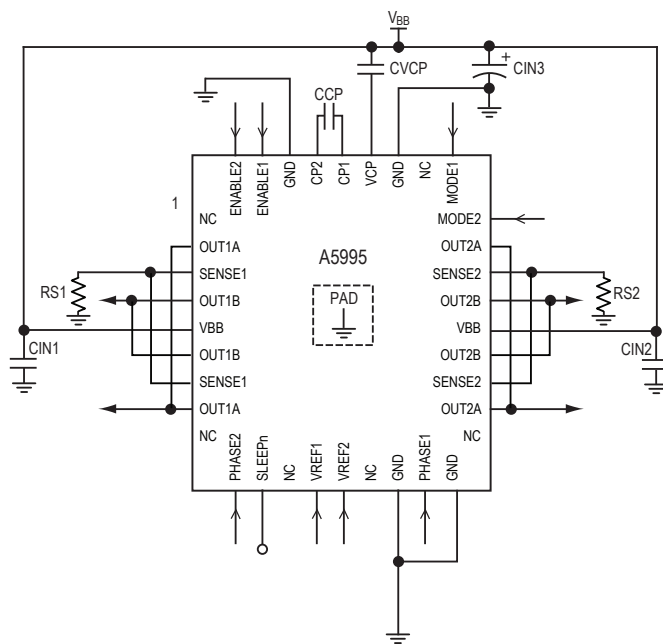 VBB
CVCP
+
CIN3
CCP
ENABLE2
ENABLE1
GND
CP2
CP1
VCP
GND
NC
MODE1
1
NC
MODE2
OUT1A
A5995
OUT2A
SENSE1
SENSE2
RS1
OUT1B
PAD
OUT2B
RS2
VBB
VBB
CIN1
OUT1B
OUT2B
CIN2
SENSE1
SENSE2
OUT1A
OUT2A
NC
NC
PHASE2
SLEEPn
NC
VREF1
VREF2
NC
GND
PHASE1
GND